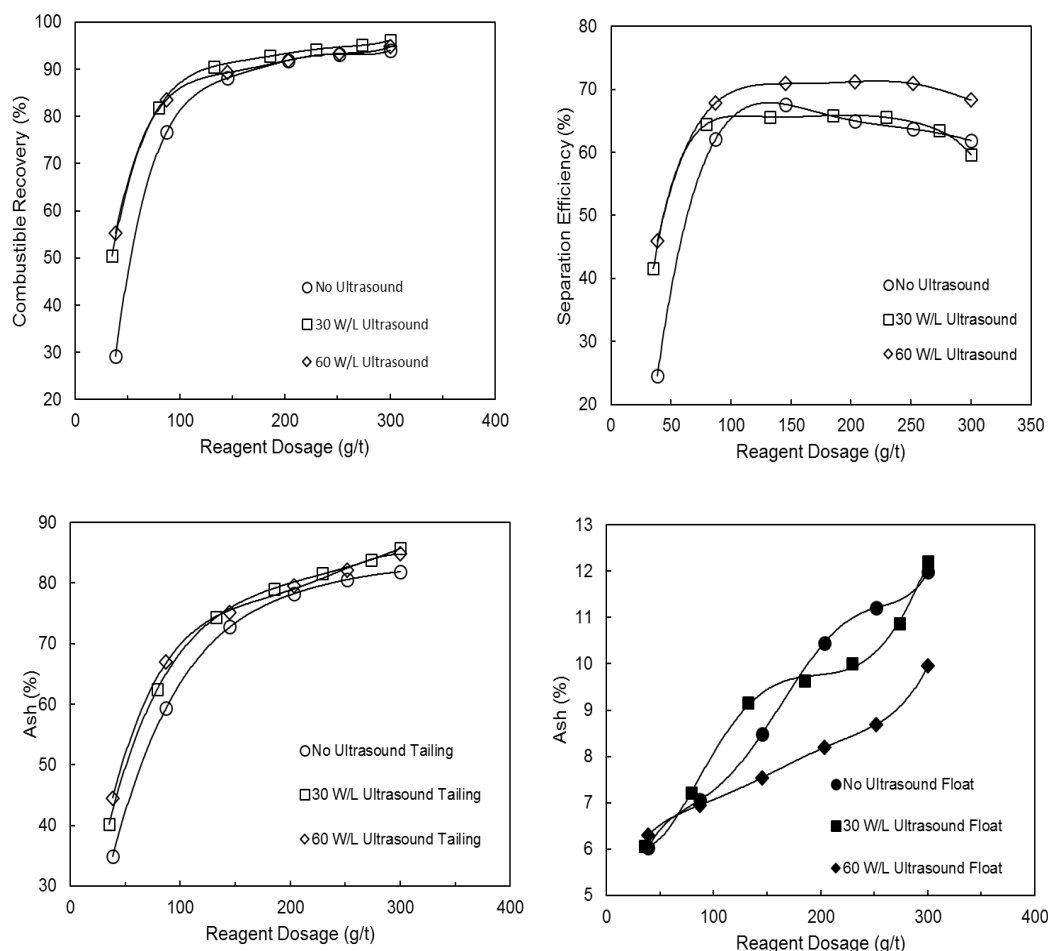 100
90
80
70
60
50
40
30
20
Combustible Recovery (%)
No Ultrasound
30 W/L Ultrasound
60 W/L Ultrasound
0 100 200 300 400
Reagent Dosage (g/t)
80
70
60
50
40
30
20
Separation Efficiency (%)
No Ultrasound
30 W/L Ultrasound
60 W/L Ultrasound
0 50 100 150 200 250 300 350
Reagent Dosage (g/t)
90
80
70
60
50
40
30
Ash (%)
No Ultrasound Tailing
30 W/L Ultrasound Tailing
60 W/L Ultrasound Tailing
0 100 200 300 400
Reagent Dosage (g/t)
13
12
11
10
9
8
7
6
5
Ash (%)
No Ultrasound Float
30 W/L Ultrasound Float
60 W/L Ultrasound Float
0 100 200 300 400
Reagent Dosage (g/t)